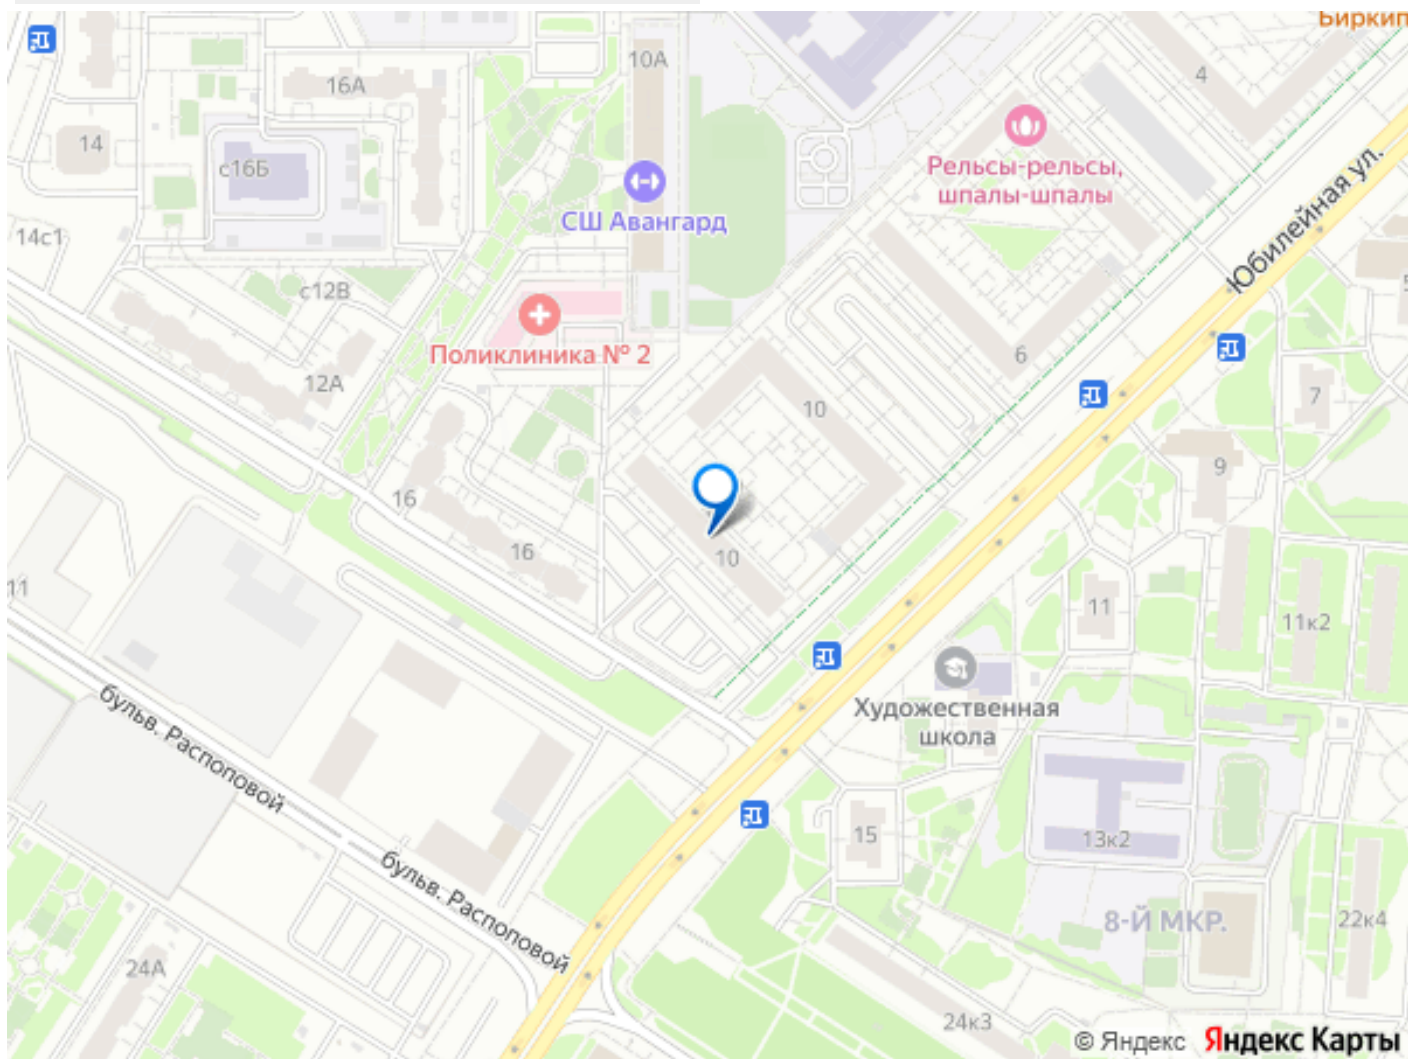 Биркип
4
10А
16А
14
Рельсы-рельсы,
шпалы-шпалы
с16Б
СШ Авангард
Юбилейная ул.
14с1
с12В
5
Поликлиника № 2
6
12А
7
10
9
16
16
10
11
11
11к2
Художественная
школа
бульв. Распоповой
15
13к2
бульв. Распоповой
8-Й МКР.
22к4
24А
24к3
© Яндекс Яндекс Карты